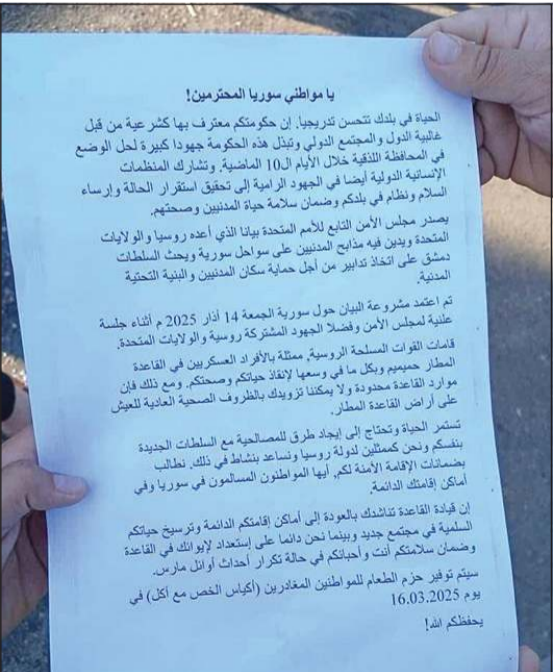 يا مواطني سوريا المحترمين!
الحياة في بلدك تتحسن تدريجيا. إن حكومتكم معترف بها كشرعية من قبل
غالبية الدول والمجتمع الدولي وتبذل هذه الحكومة جهودا كبيرة لحل الوضع
في المحافظة اللذقية خلال الأيام ال10 الماضية. وتشارك المنظمات
الإنسانية الدولية أيضا في الجهود الرامية إلى تحقيق استقرار الحالة وإرساء
السلام ونظام في بلدكم وضمان سلامة حياة المدنيين وصحتهم.
يصدر مجلس الأمن التابع للأمم المتحدة بيانا الذي أعده روسيا والولايات
المتحدة ويدين فيه مذابح المدنيين على سواحل سورية ويحث السلطات
دمشق على اتخاذ تدابير من أجل حماية سكان المدنيين والبنية التحتية
المدنية.
تم اعتماد مشروعة البيان حول سورية الجمعة 14 أذار 2025 م أثناء جلسة
علنية لمجلس الأمن وفضلا الجهود المشتركة روسية والولايات المتحدة.
قامات القوات المسلحة الروسية, ممثلة بالأفراد العسكريين في القاعدة
المطار حميميم وبكل ما في وسعها لإنقاذ حياتكم وصحتكم. ومع ذلك فإن
موارد القاعدة محدودة ولا يمكننا تزويدك بالظروف الصحية العادية للعيش
على أراض القاعدة المطار.
تستمر الحياة وتحتاج إلى إيجاد طرق للمصالحية مع السلطات الجديدة
بنفسكم ونحن كممثلين لدولة روسيا ونساعد بنشاط في ذلك. نطالب
بضمانات الإقامة الأمنة لكم, أيها المواطنون المسالمون في سوريا وفي
أماكن إقامتك الدائمة.
إن قيادة القاعدة تناشدك بالعودة إلى أماكن إقامتكم الدائمة وترسيخ حياتكم
السلمية في مجتمع جديد وبينما نحن دائما على إستعداد لإيوائك في القاعدة
وضمان سلامتكم أنت وأحبائكم في حالة تكرار أحداث أوائل مارس.
سيتم توفير حزم الطعام للمواطنين المغادرين (أكياس الخص مع أكل) في
يوم 16.03.2025
يحفظكم الله!